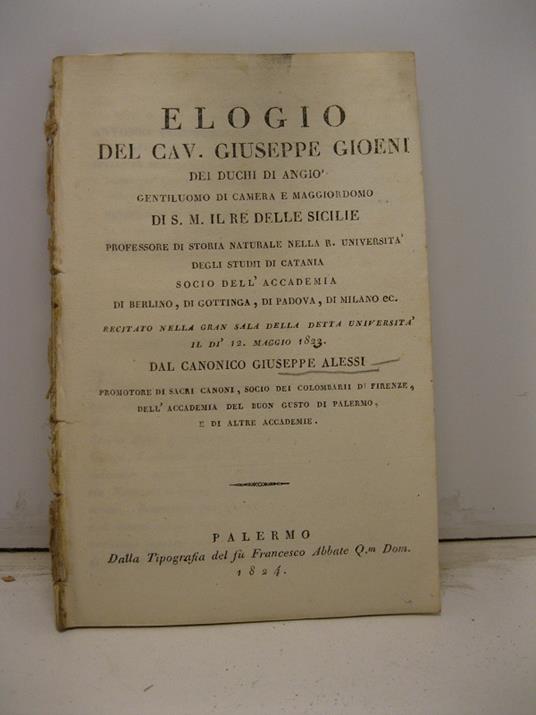 ELOGIO
DEL CAV. GIUSEPPE GIOENI
DEI DUCHI DI ANGIO'
GENTILUOMO DI CAMERA E MAGGIORDOMO
DI S. M. IL RE DELLE SICILIE
PROFESSORE DI STORIA NATURALE NELLA R. UNIVERSITA'
DEGLI STUDII DI CATANIA
SOCIO DELL'ACCADEMIA
DI BERLINO, DI GOTTINGA, DI PADOVA, DI MILANO ec.
RECITATO NELLA GRAN SALA DELLA DETTA UNIVERSITA'
IL DI' 12. MAGGIO 1823.
DAL CANONICO GIUSEPPE ALESSI
PROMOTORE DI SACRI CANONI, SOCIO DEI COLOMBARII DI FIRENZE,
DELL'ACCADEMIA DEL BUON GUSTO DI PALERMO,
E DI ALTRE ACCADEMIE.
PALERMO
Dalla Tipografia del fù Francesco Abbate Q.m Dom.
1824.